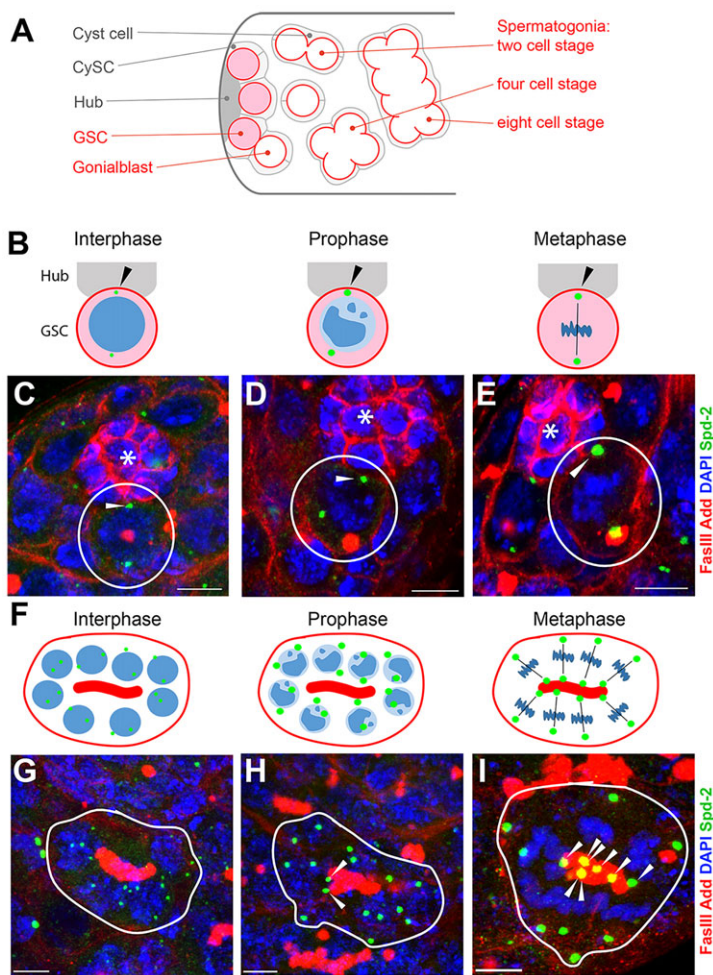 A
Cyst cell
CySC
Hub
GSC
Gonialblast
Spermatogonia:
two cell stage
four cell stage
eight cell stage
B
Interphase
Prophase
Metaphase
Hub
GSC
C
*
D
*
E
*
FasIII Add DAPI Spd-2
F
Interphase
Prophase
Metaphase
G
H
I
FasIII Add DAPI Spd-2